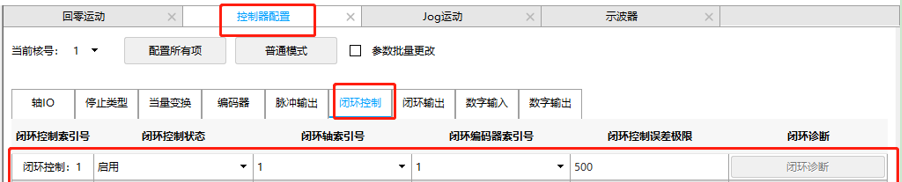 回零运动 控制器配置 Jog运动 示波器
当前核号： 1 配置所有项 普通模式 参数批量更改
轴IO 停止类型 当量变换 编码器 脉冲输出 闭环控制 闭环输出 数字输入 数字输出
闭环控制索引号 闭环控制状态 闭环轴索引号 闭环编码器索引号 闭环控制误差极限 闭环诊断
闭环控制：1 启用 1 1 500 闭环诊断